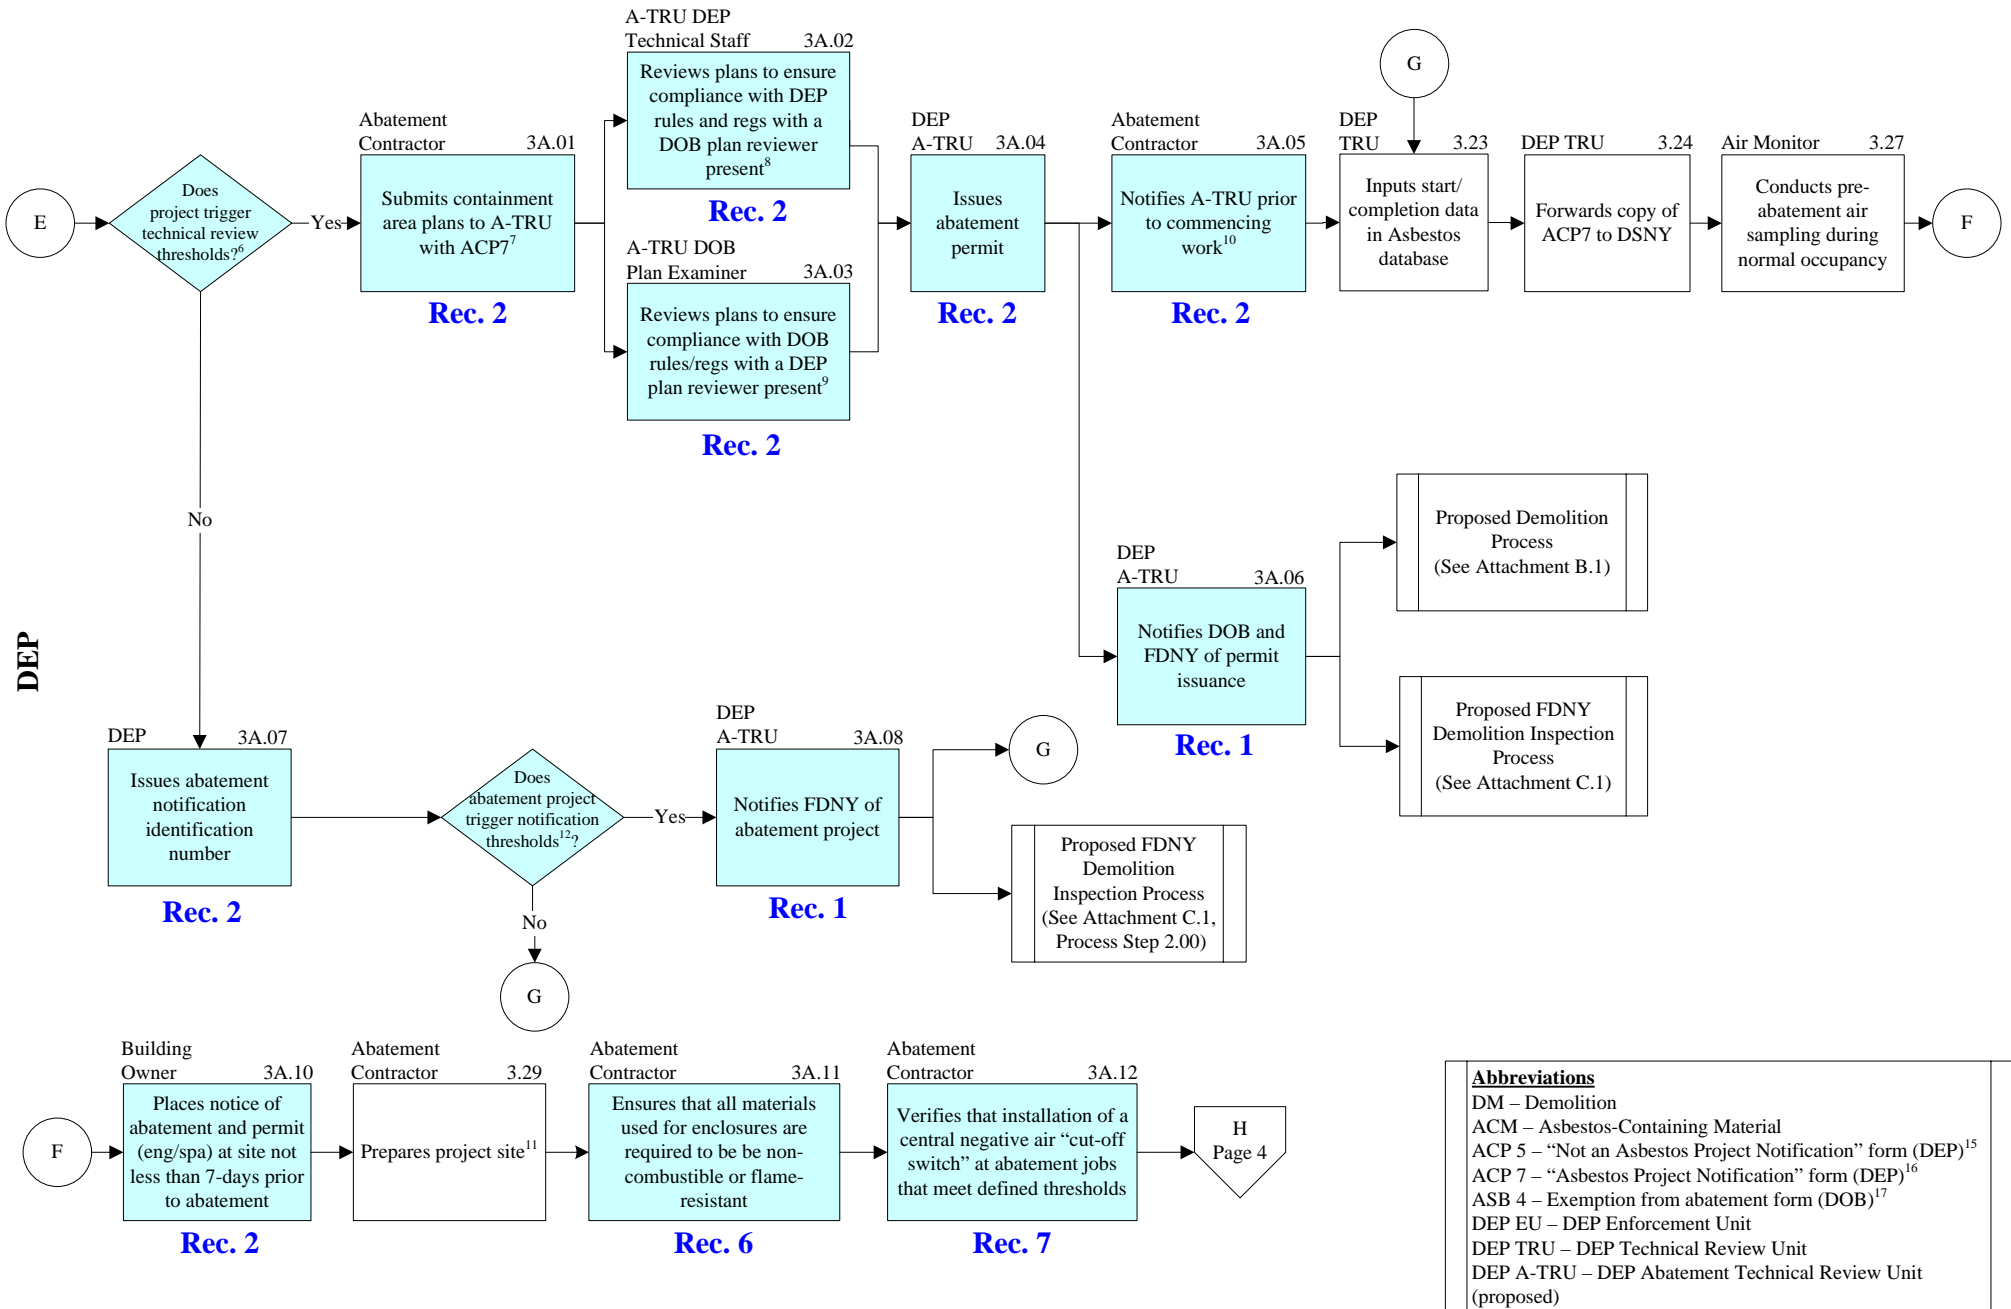 E
Does
project trigger
technical review
thresholds?6
Yes
Abatement
Contractor 3A.01
Submits containment
area plans to A-TRU
with ACP77
Rec. 2
A-TRU DEP
Technical Staff 3A.02
Reviews plans to ensure
compliance with DEP
rules and regs with a
DOB plan reviewer
present8
Rec. 2
A-TRU DOB
Plan Examiner 3A.03
Reviews plans to ensure
compliance with DOB
rules/regs with a DEP
plan reviewer present9
Rec. 2
DEP
A-TRU 3A.04
Issues
abatement
permit
Rec. 2
Abatement
Contractor 3A.05
Notifies A-TRU prior
to commencing
work10
Rec. 2
G
DEP
TRU 3.23
Inputs start/
completion data
in Asbestos
database
DEP TRU 3.24
Forwards copy of
ACP7 to DSNY
Air Monitor 3.27
Conducts pre-
abatement air
sampling during
normal occupancy
F
No
DEP
A-TRU 3A.06
Notifies DOB and
FDNY of permit
issuance
Rec. 1
Proposed Demolition
Process
(See Attachment B.1)
Proposed FDNY
Demolition Inspection
Process
(See Attachment C.1)
DEP
DEP 3A.07
Issues abatement
notification
identification
number
Rec. 2
Does
abatement project
trigger notification
thresholds12?
Yes
No
G
DEP
A-TRU 3A.08
Notifies FDNY of
abatement project
Rec. 1
G
Proposed FDNY
Demolition
Inspection Process
(See Attachment C.1,
Process Step 2.00)
F
Building
Owner 3A.10
Places notice of
abatement and permit
(eng/spa) at site not
less than 7-days prior
to abatement
Rec. 2
Abatement
Contractor 3.29
Prepares project site11
Abatement
Contractor 3A.11
Ensures that all materials
used for enclosures are
required to be be non-
combustible or flame-
resistant
Rec. 6
Abatement
Contractor 3A.12
Verifies that installation of a
central negative air “cut-off
switch” at abatement jobs
that meet defined thresholds
Rec. 7
H
Page 4
Abbreviations
DM – Demolition
ACM – Asbestos-Containing Material
ACP 5 – “Not an Asbestos Project Notification” form (DEP)15
ACP 7 – “Asbestos Project Notification” form (DEP)16
ASB 4 – Exemption from abatement form (DOB)17
DEP EU – DEP Enforcement Unit
DEP TRU – DEP Technical Review Unit
DEP A-TRU – DEP Abatement Technical Review Unit
(proposed)